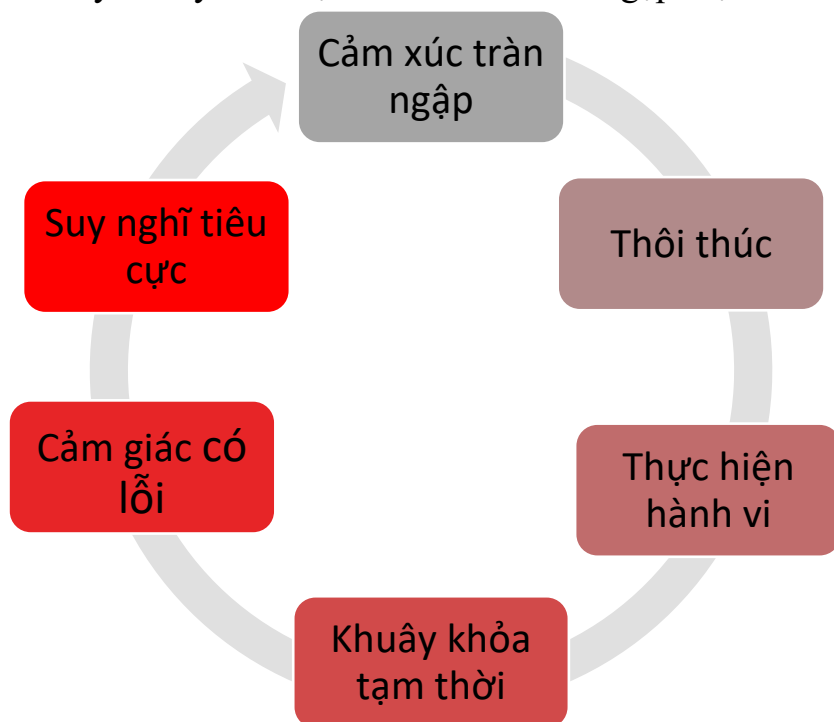 Cảm xúc tràn
ngập
Thôi thúc
Thực hiện
hành vi
Khuây khỏa
tạm thời
Cảm giác có
lỗi
Suy nghĩ tiêu
cực